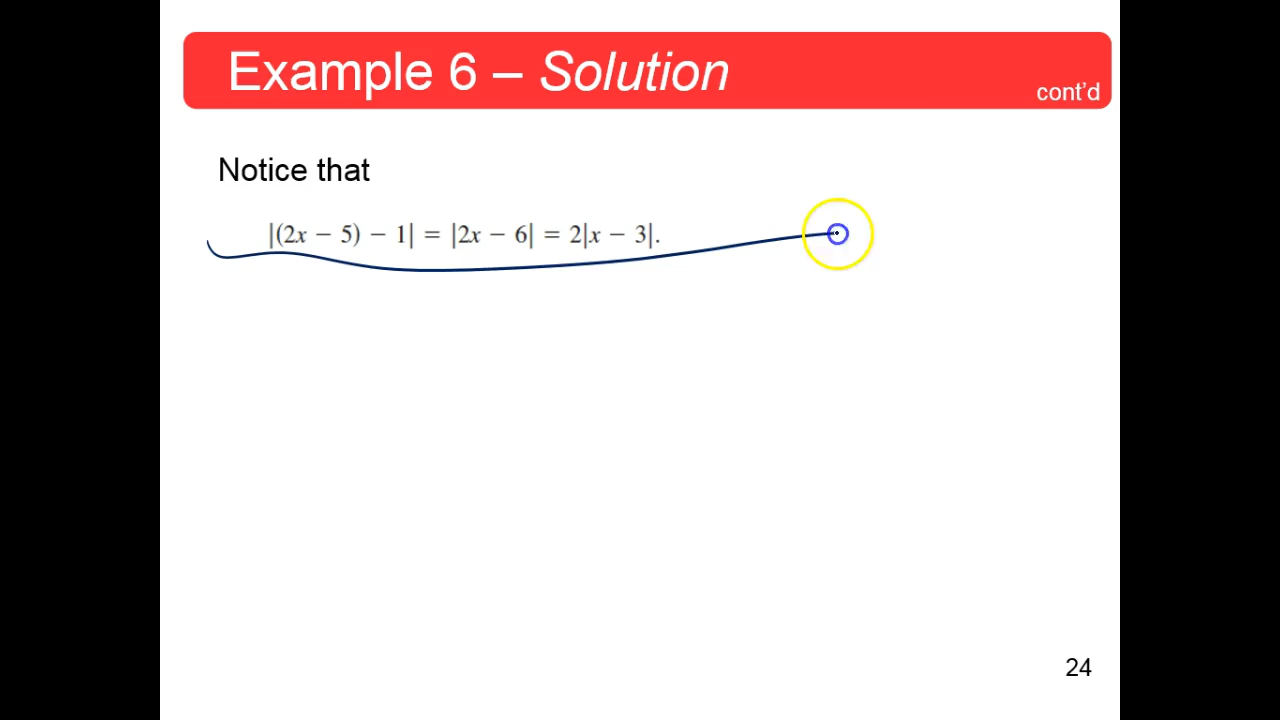 Example 6 – Solution
cont'd
Notice that
|(2x − 5) − 1| = |2x − 6| = 2|x − 3|.
24